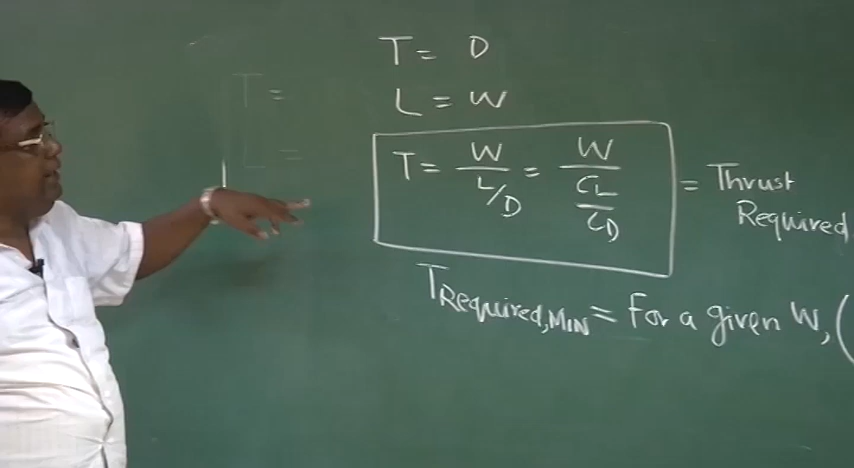 T = D
T =
L = W
T = W / L/D = W / CL/CD = Thrust Required
TRequired,MIN = For a given W, (